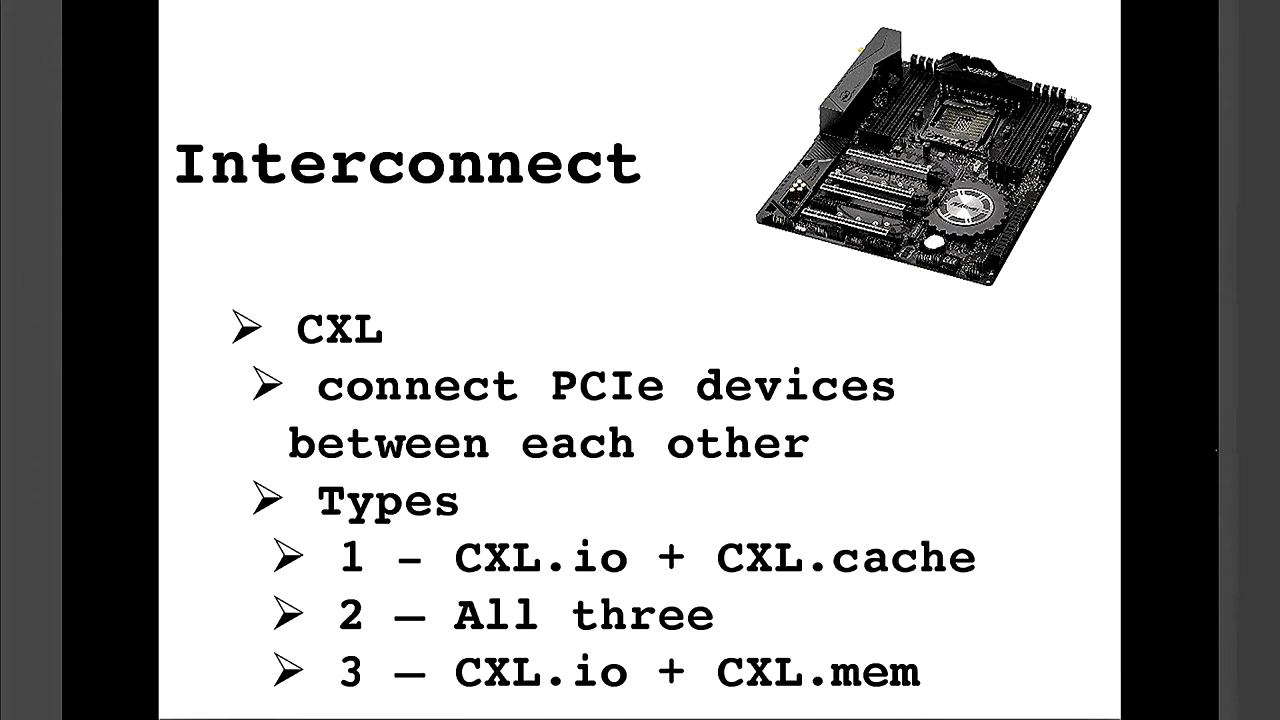 Interconnect
➢ CXL
➢ connect PCIe devices
between each other
➢ Types
➢ 1 – CXL.io + CXL.cache
➢ 2 – All three
➢ 3 – CXL.io + CXL.mem